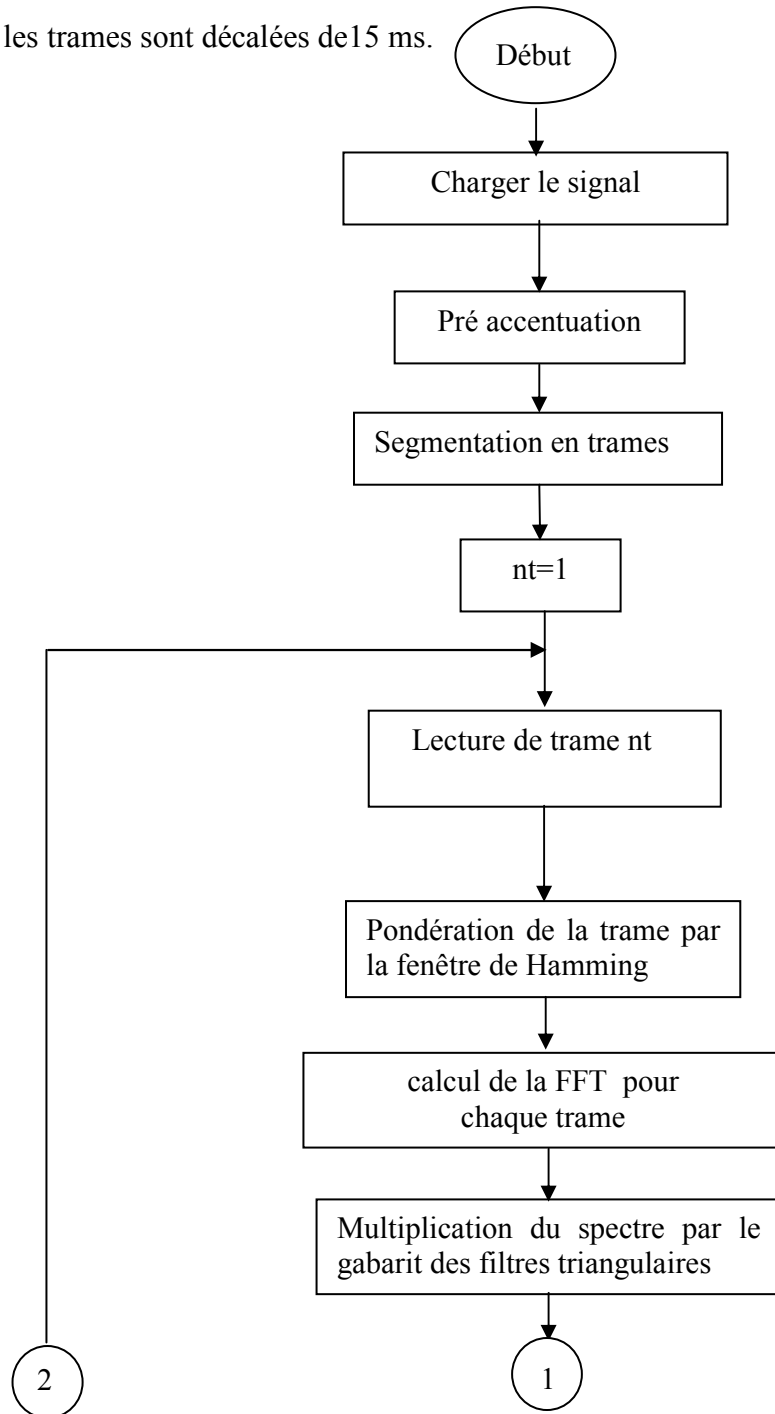 les trames sont décalées de15 ms.
Début
Charger le signal
Pré accentuation
Segmentation en trames
nt=1
Lecture de trame nt
Pondération de la trame par
la fenêtre de Hamming
calcul de la FFT pour
chaque trame
Multiplication du spectre par le
gabarit des filtres triangulaires
2
1